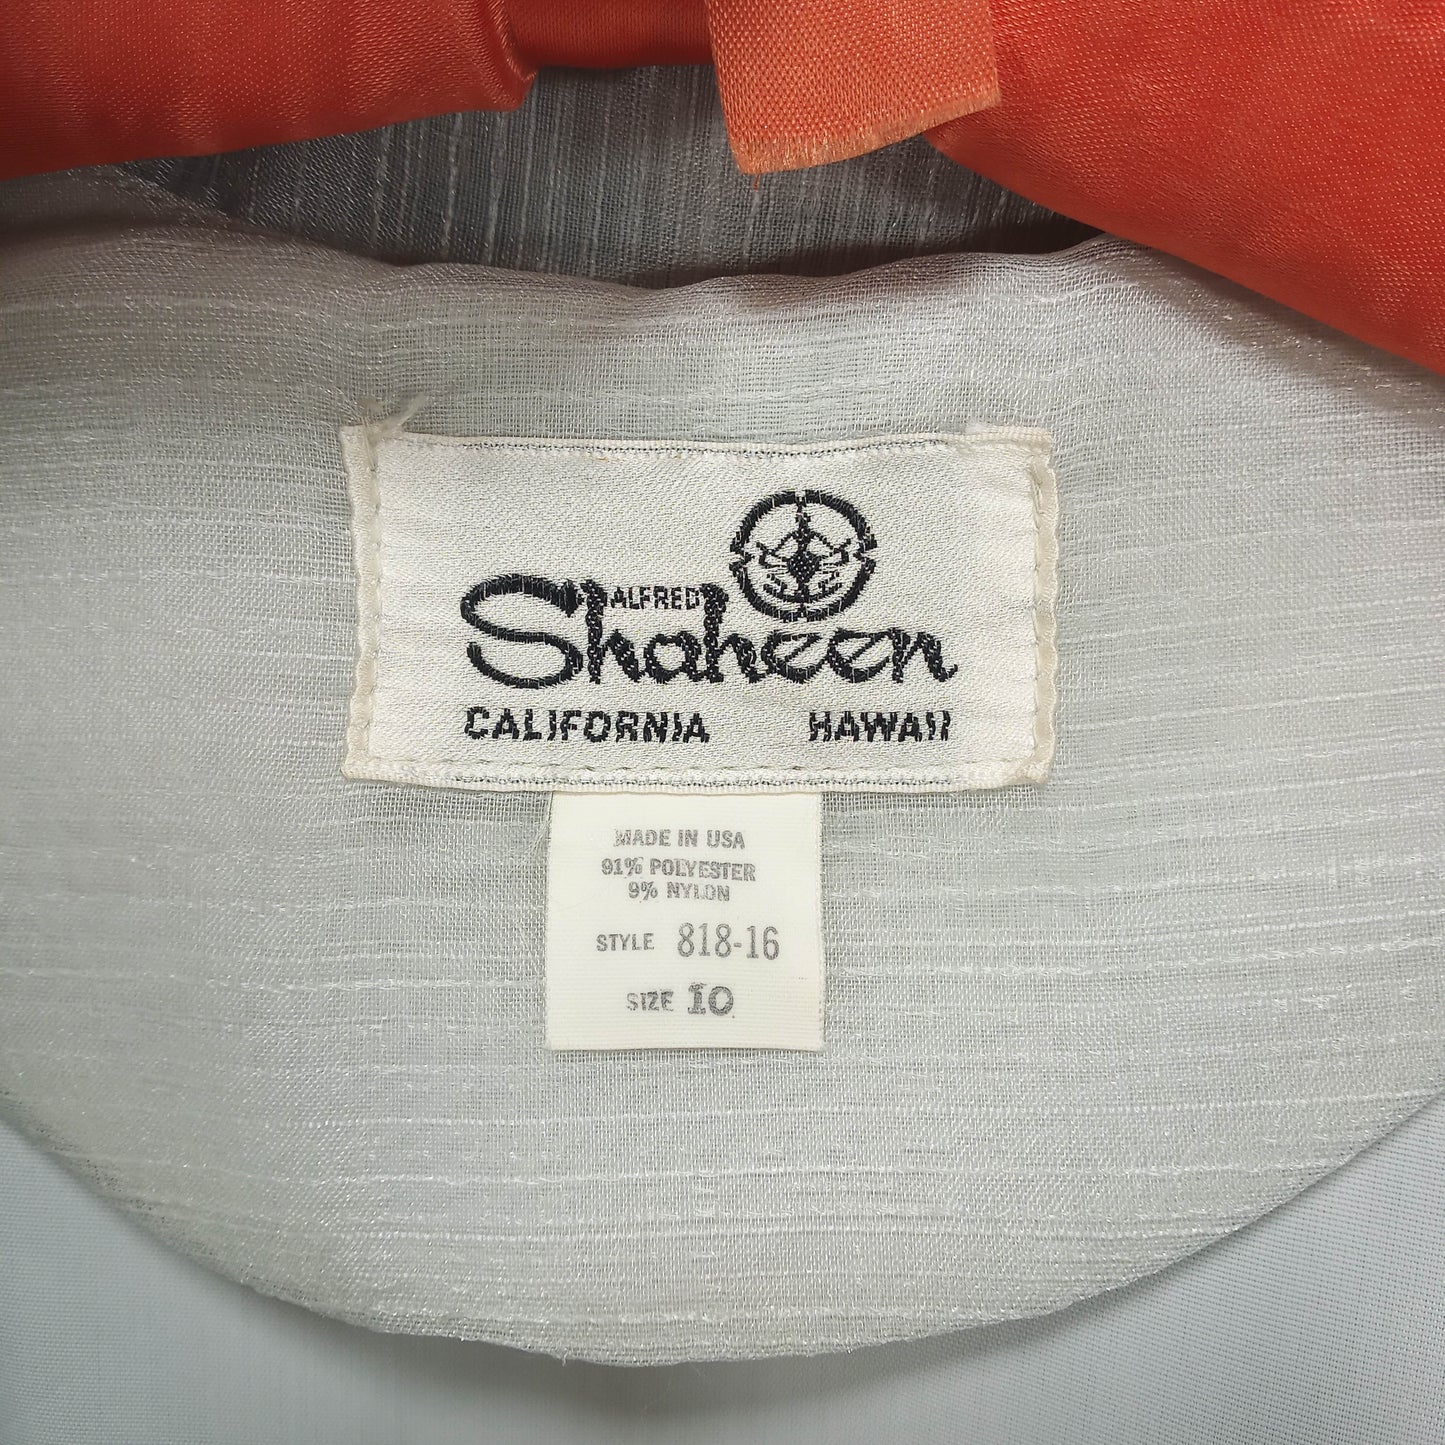 ALFRED
Shaheen
CALIFORNIA HAWAII
MADE IN USA
91% POLYESTER
9% NYLON
STYLE 818-16
SIZE 10